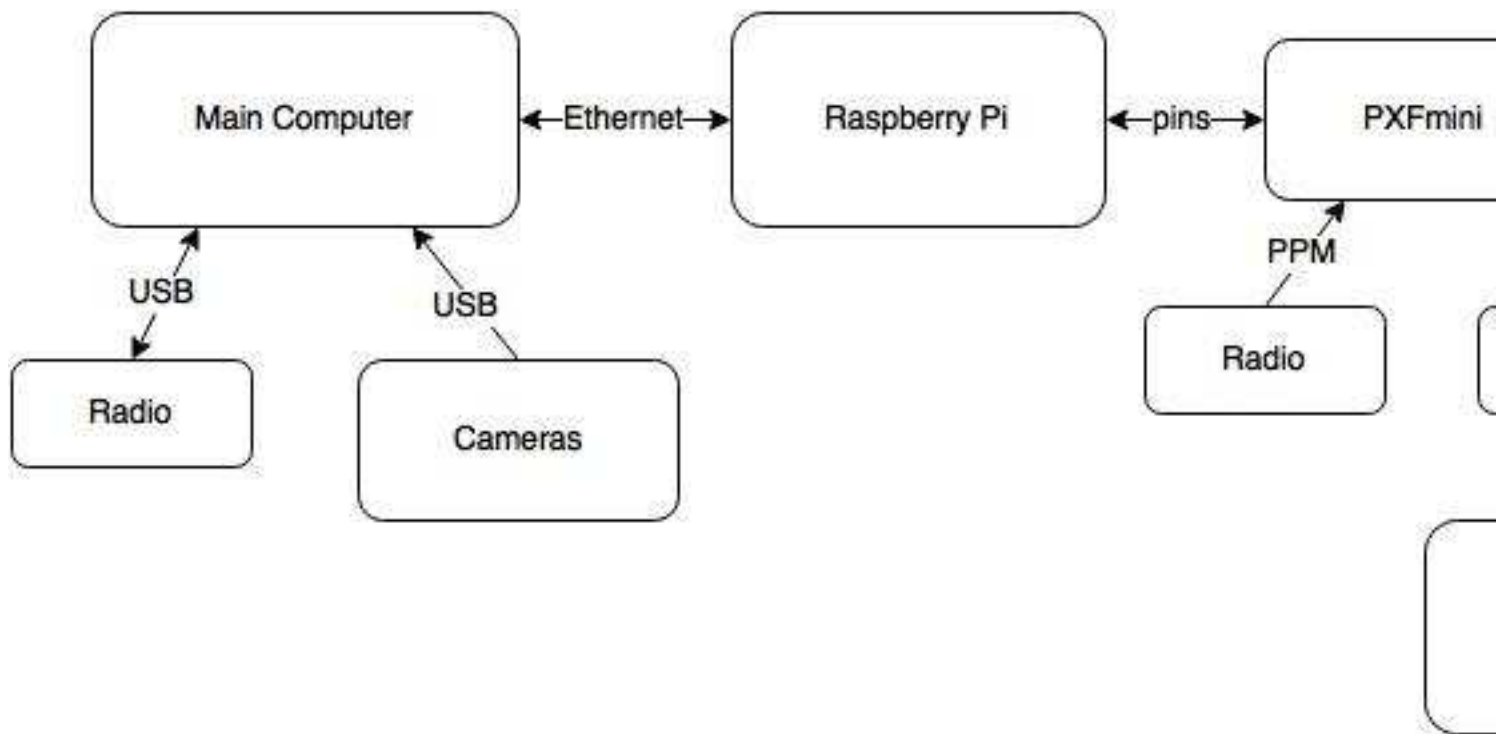 Main Computer
Ethernet
Raspberry Pi
pins
PXFmini
USB
USB
PPM
Radio
Cameras
Radio